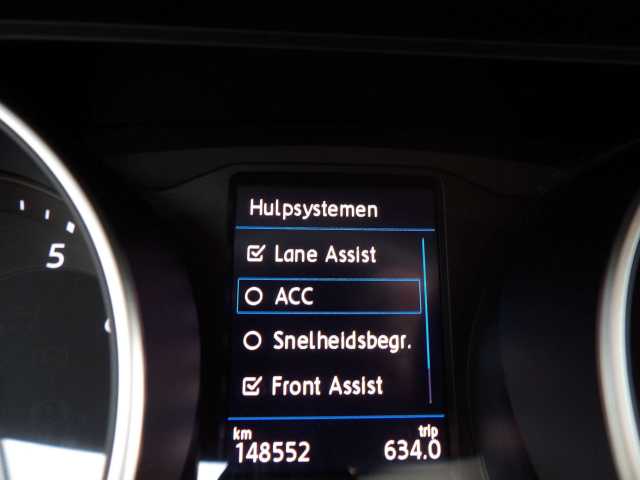 Hulpsystemen
Lane Assist
5
ACC
Snelheidsbegr.
Front Assist
km trip
148552 634.0